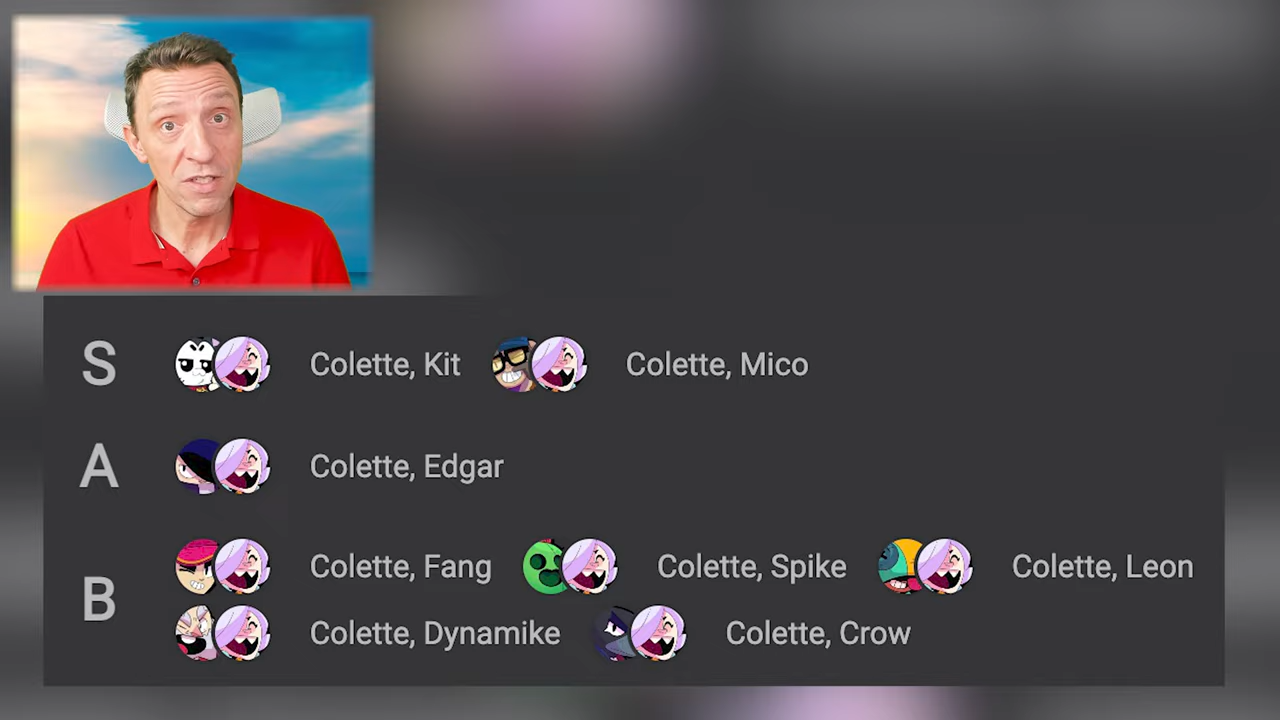 S Colette, Kit Colette, Mico
A Colette, Edgar
B
Colette, Fang Colette, Spike Colette, Leon
Colette, Dynamike Colette, Crow